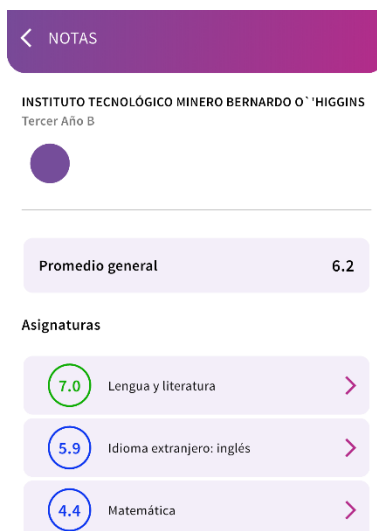 NOTAS
INSTITUTO TECNOLÓGICO MINERO BERNARDO O`'HIGGINS
Tercer Año B
Promedio general 6.2
Asignaturas
7.0 Lengua y literatura
5.9 Idioma extranjero: inglés
4.4 Matemática